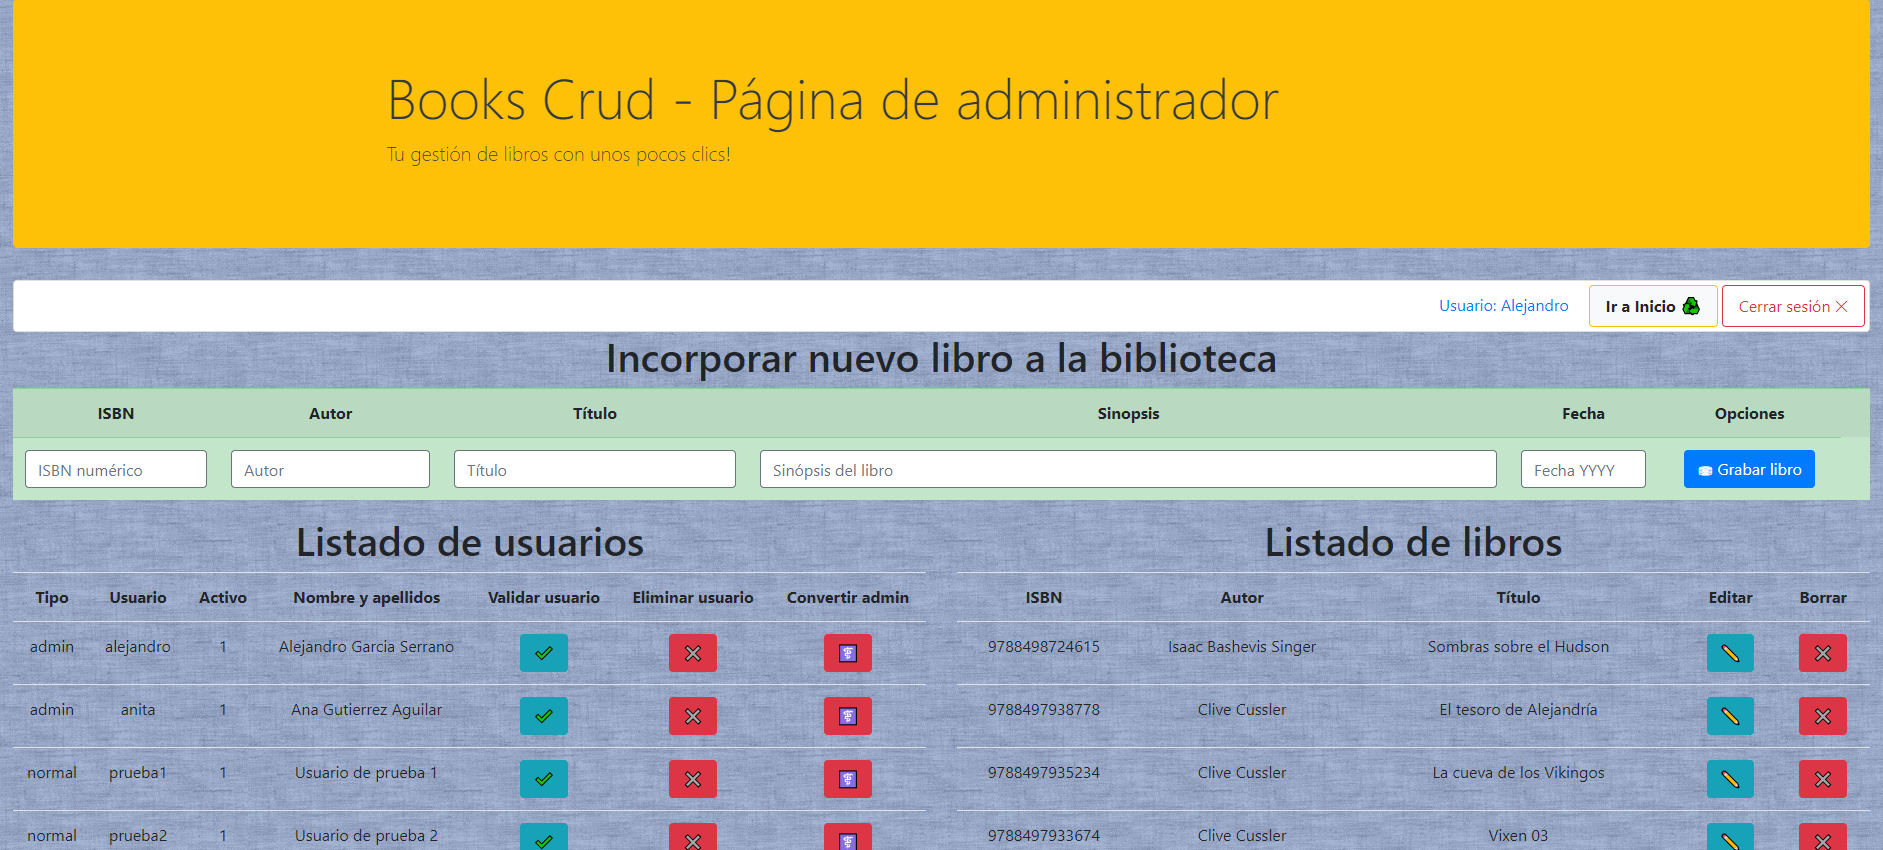 Books Crud - Página de administrador
Tu gestión de libros con unos pocos clics!
Usuario: Alejandro Ir a Inicio Cerrar sesión
Incorporar nuevo libro a la biblioteca
ISBN Autor Título Sinopsis Fecha Opciones
ISBN numérico Autor Título Sinópsis del libro Fecha YYYY Grabar libro
Listado de usuarios
Tipo Usuario Activo Nombre y apellidos Validar usuario Eliminar usuario Convertir admin
admin alejandro 1 Alejandro Garcia Serrano
admin anita 1 Ana Gutierrez Aguilar
normal prueba1 1 Usuario de prueba 1
normal prueba2 1 Usuario de prueba 2
Listado de libros
ISBN Autor Título Editar Borrar
9788498724615 Isaac Bashevis Singer Sombras sobre el Hudson
9788497938778 Clive Cussler El tesoro de Alejandría
9788497935234 Clive Cussler La cueva de los Vikingos
9788497933674 Clive Cussler Vixen 03